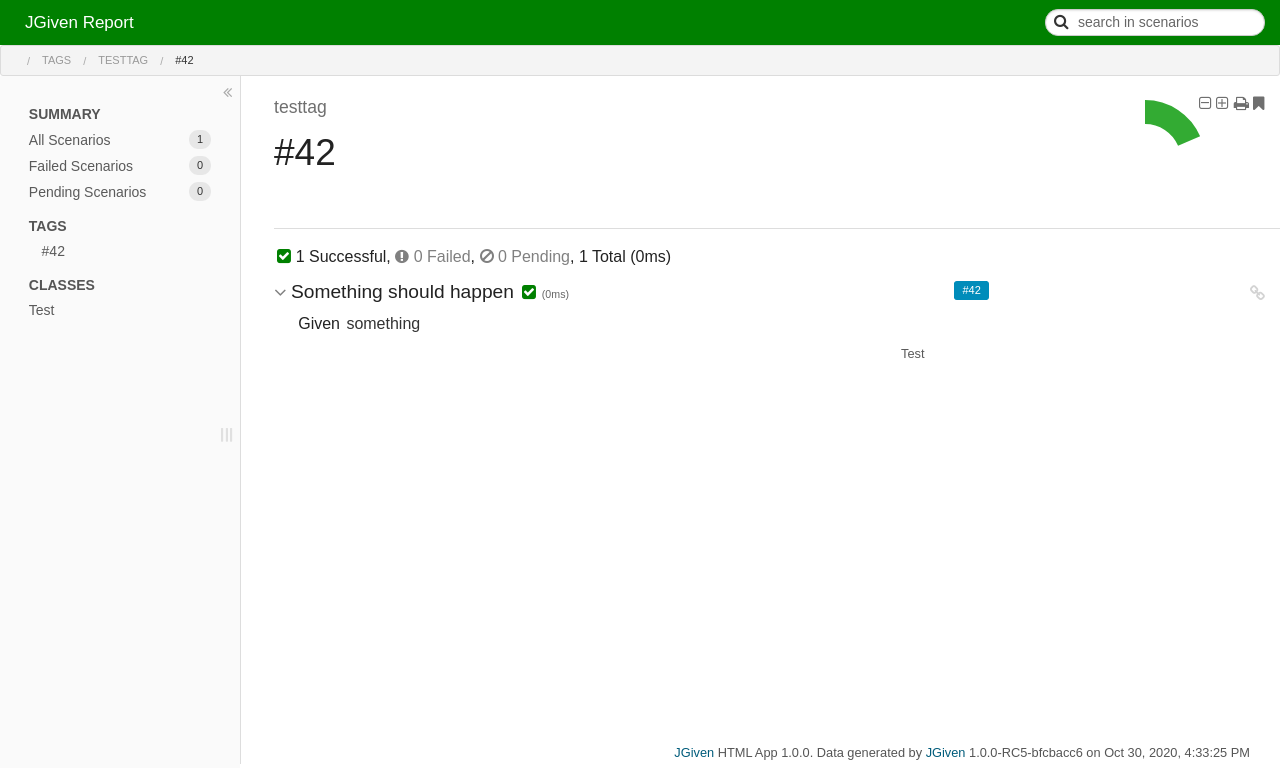 JGiven Report
search in scenarios
/ TAGS / TESTTAG / #42
SUMMARY
All Scenarios 1
Failed Scenarios 0
Pending Scenarios 0
TAGS
#42
CLASSES
Test
testtag
#42
1 Successful, 0 Failed, 0 Pending, 1 Total (0ms)
Something should happen (0ms) #42
Given something
Test
JGiven HTML App 1.0.0. Data generated by JGiven 1.0.0-RC5-bfcbacc6 on Oct 30, 2020, 4:33:25 PM